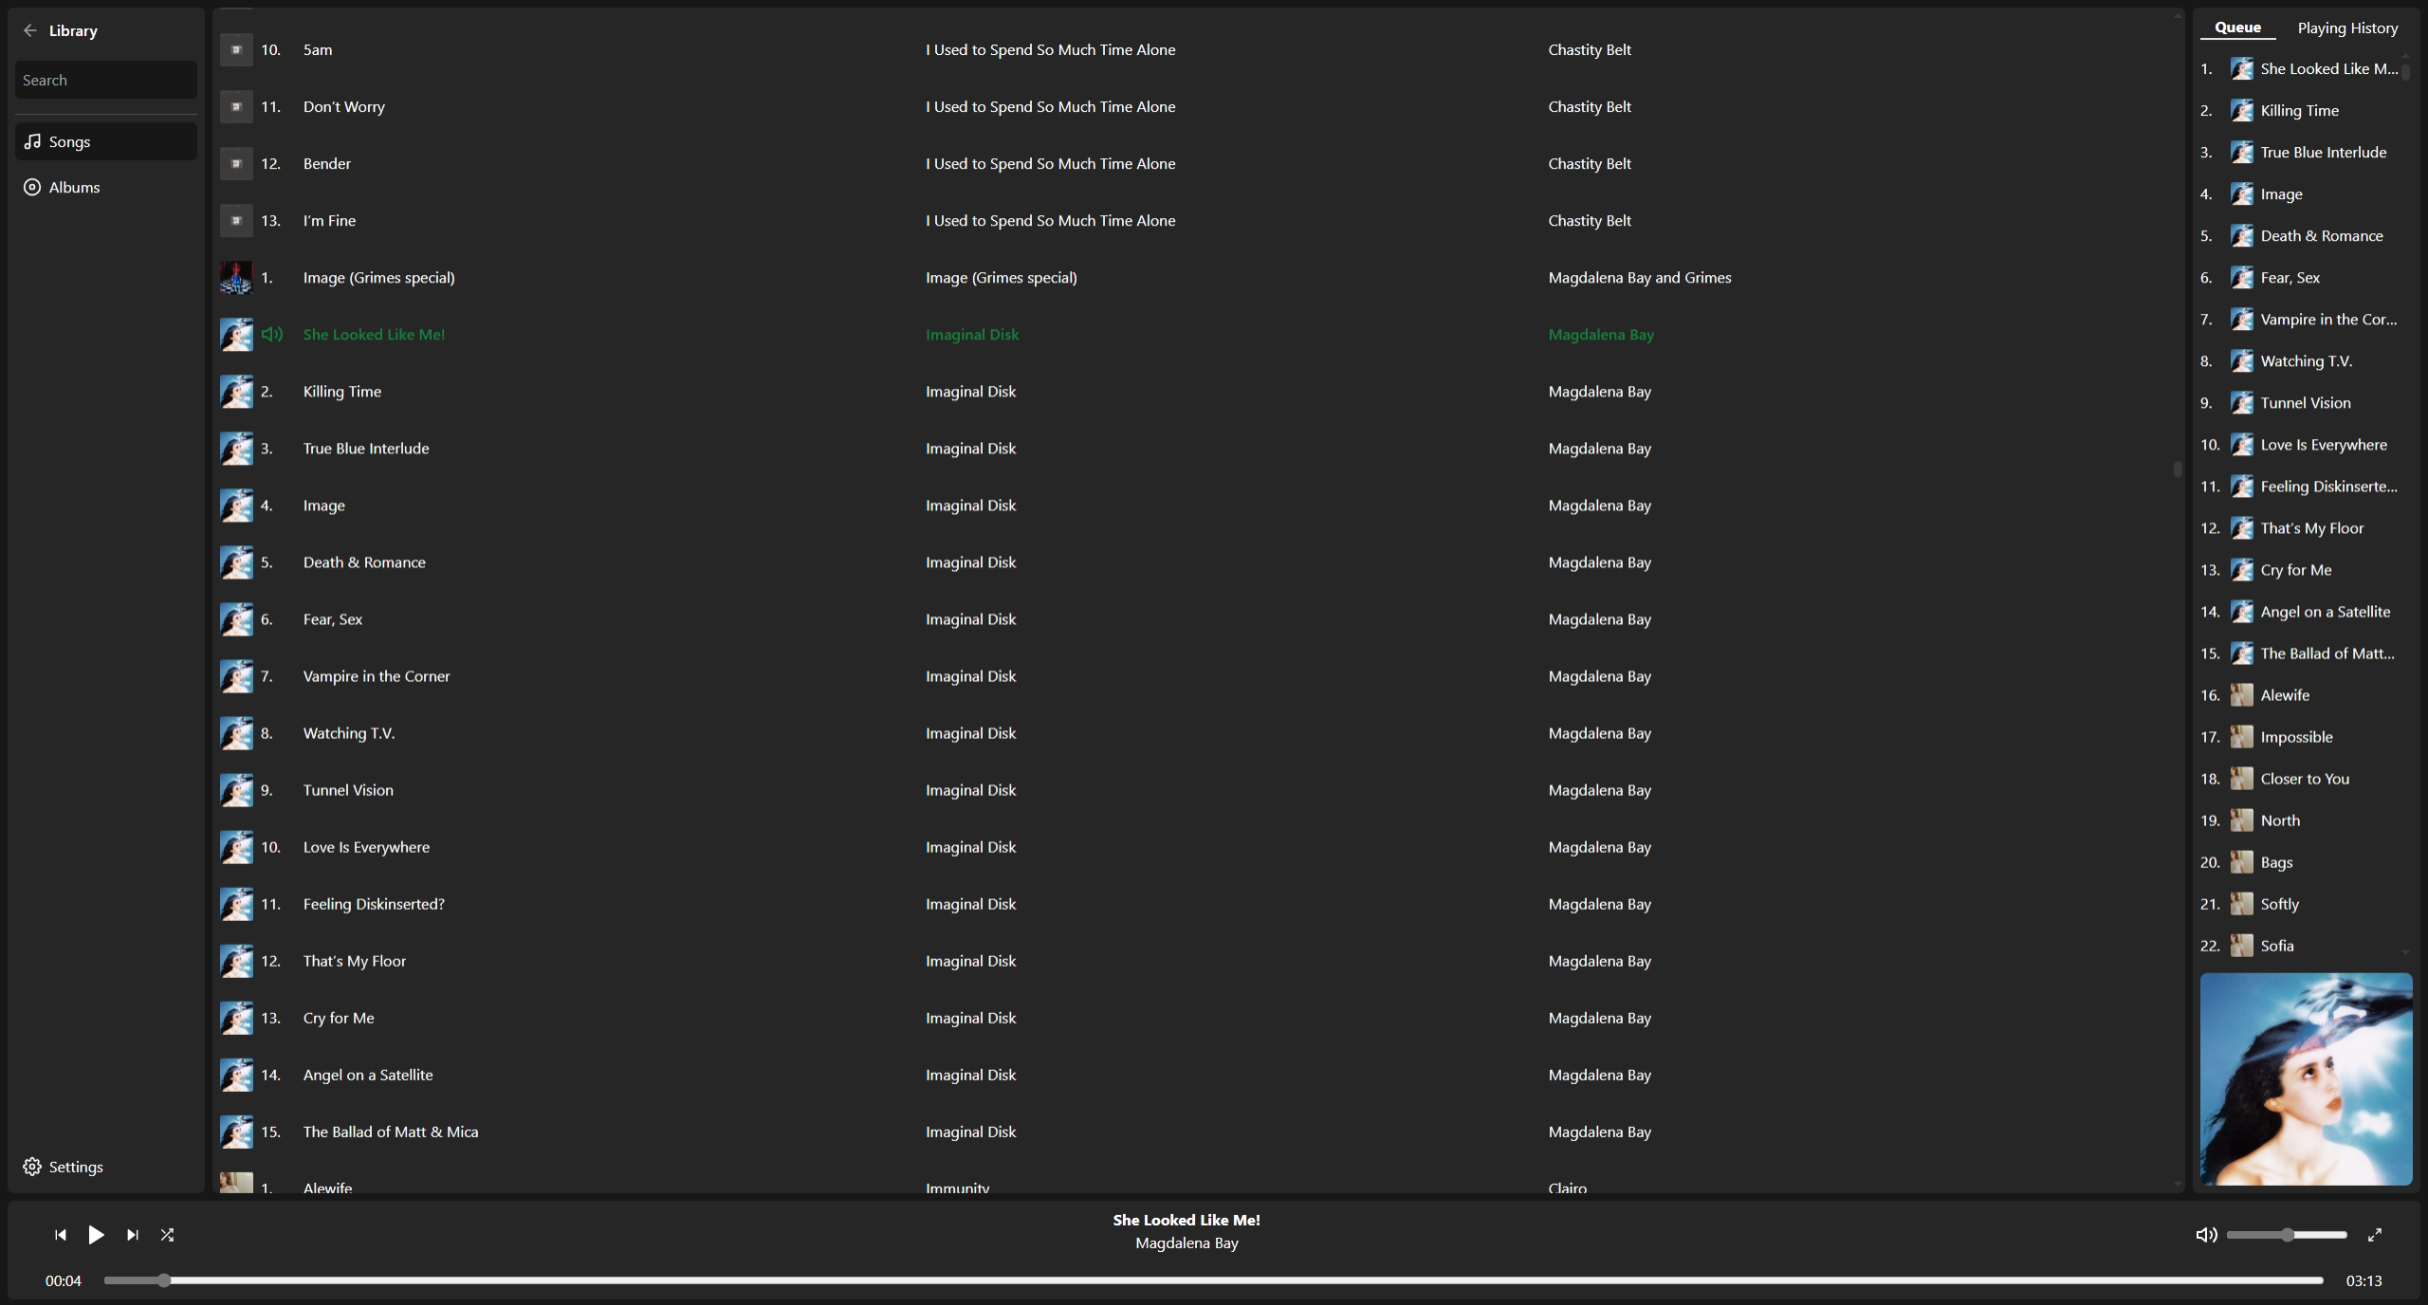 Library
Search
Songs
Albums
Settings
10. 5am I Used to Spend So Much Time Alone Chastity Belt
11. Don't Worry I Used to Spend So Much Time Alone Chastity Belt
12. Bender I Used to Spend So Much Time Alone Chastity Belt
13. I'm Fine I Used to Spend So Much Time Alone Chastity Belt
1. Image (Grimes special) Image (Grimes special) Magdalena Bay and Grimes
She Looked Like Me! Imaginal Disk Magdalena Bay
2. Killing Time Imaginal Disk Magdalena Bay
3. True Blue Interlude Imaginal Disk Magdalena Bay
4. Image Imaginal Disk Magdalena Bay
5. Death & Romance Imaginal Disk Magdalena Bay
6. Fear, Sex Imaginal Disk Magdalena Bay
7. Vampire in the Corner Imaginal Disk Magdalena Bay
8. Watching T.V. Imaginal Disk Magdalena Bay
9. Tunnel Vision Imaginal Disk Magdalena Bay
10. Love Is Everywhere Imaginal Disk Magdalena Bay
11. Feeling Diskinserted? Imaginal Disk Magdalena Bay
12. That's My Floor Imaginal Disk Magdalena Bay
13. Cry for Me Imaginal Disk Magdalena Bay
14. Angel on a Satellite Imaginal Disk Magdalena Bay
15. The Ballad of Matt & Mica Imaginal Disk Magdalena Bay
1. Alewife Immunity Clairo
Queue Playing History
1. She Looked Like M...
2. Killing Time
3. True Blue Interlude
4. Image
5. Death & Romance
6. Fear, Sex
7. Vampire in the Cor...
8. Watching T.V.
9. Tunnel Vision
10. Love Is Everywhere
11. Feeling Diskinserte...
12. That's My Floor
13. Cry for Me
14. Angel on a Satellite
15. The Ballad of Matt...
16. Alewife
17. Impossible
18. Closer to You
19. North
20. Bags
21. Softly
22. Sofia
She Looked Like Me!
Magdalena Bay
00:04 03:13